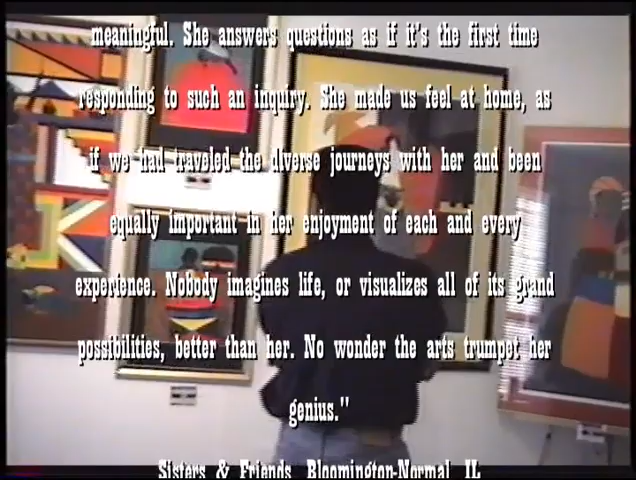 meaningful. She answers questions as if it's the first time
responding to such an inquiry. She made us feel at home, as
if we had traveled the diverse journeys with her and been
equally important in her enjoyment of each and every
experience. Nobody imagines life, or visualizes all of its grand
possibilities, better than her. No wonder the arts trumpet her
genius."
Sisters & Friends, Bloomington-Normal, IL